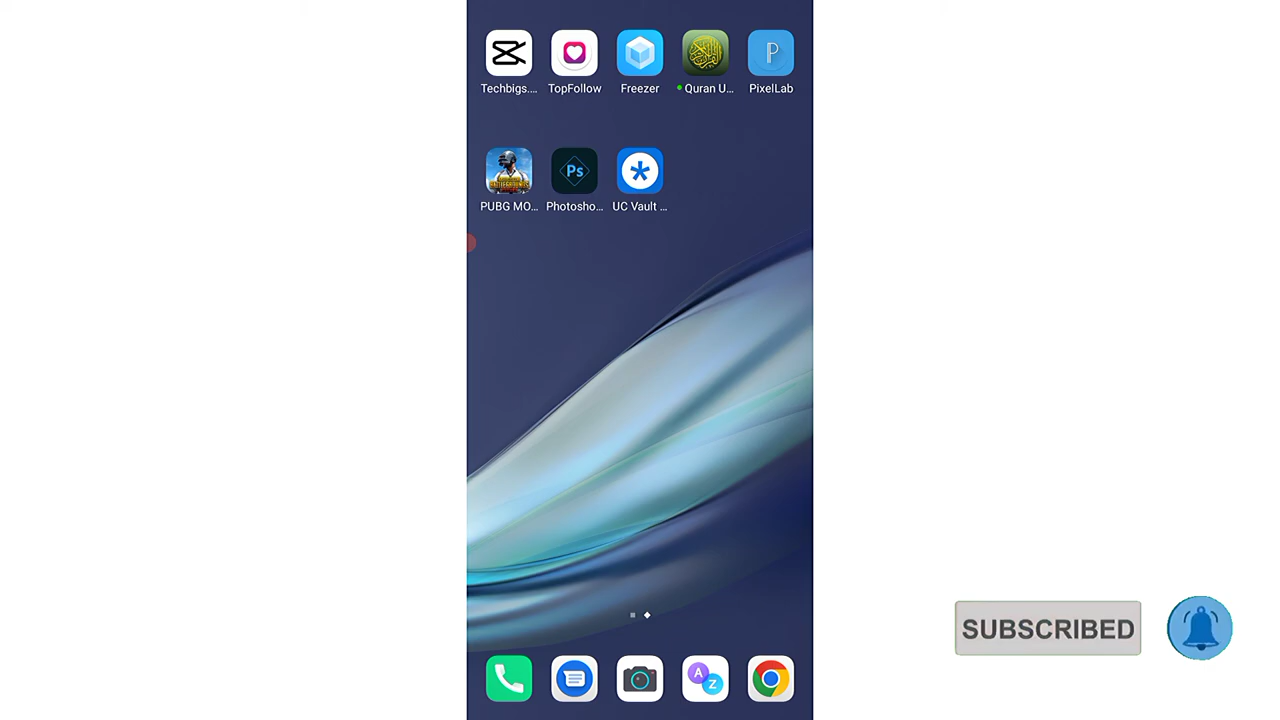 Techbigs....
TopFollow
Freezer
Quran U...
PixelLab
P
PUBG MO...
Ps
Photosho...
UC Vault ...
A
Z
SUBSCRIBED